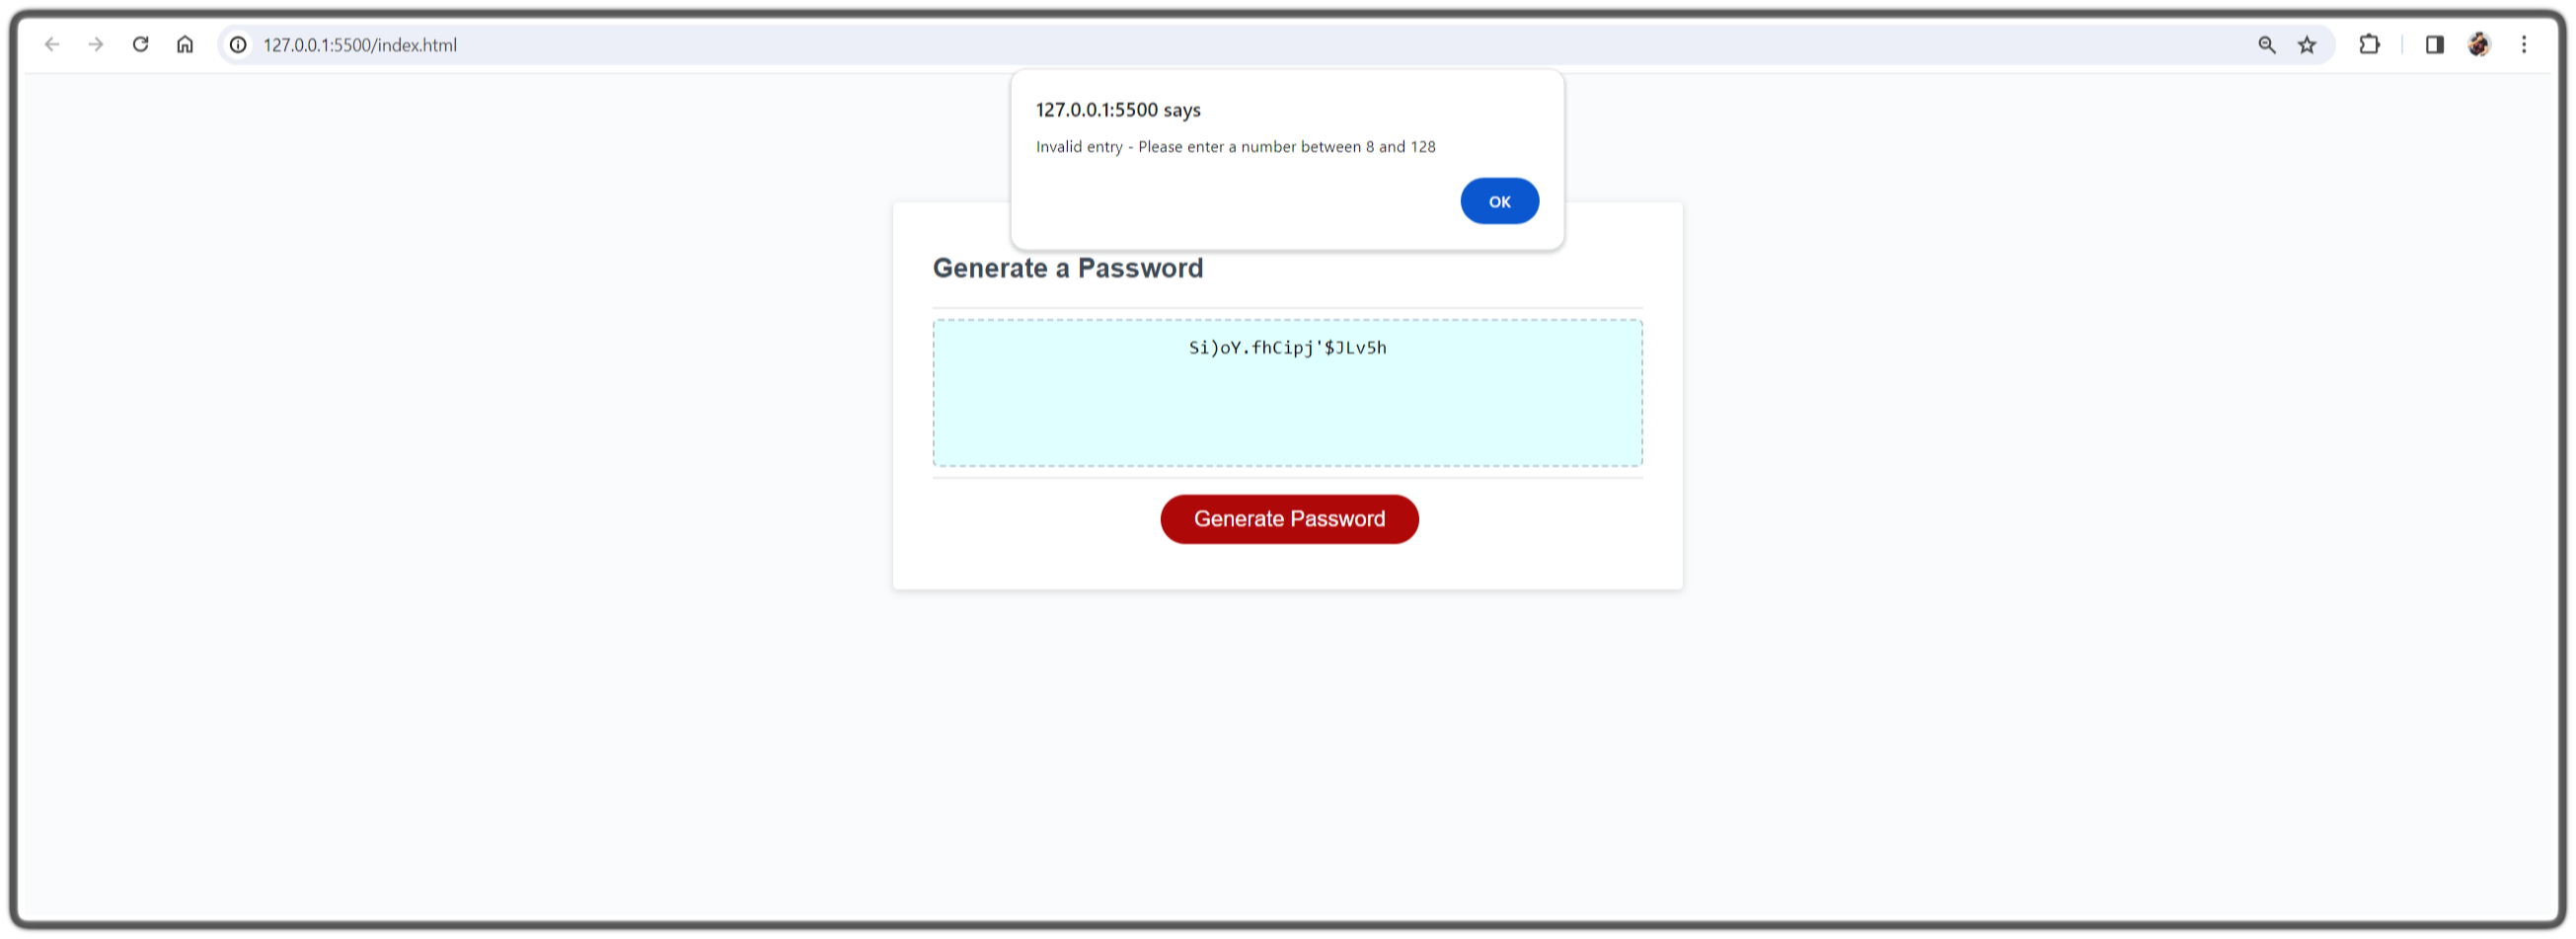 127.0.0.1:5500/index.html
127.0.0.1:5500 says
Invalid entry - Please enter a number between 8 and 128
OK
Generate a Password
Si)oY.fhCipj'$JLv5h
Generate Password